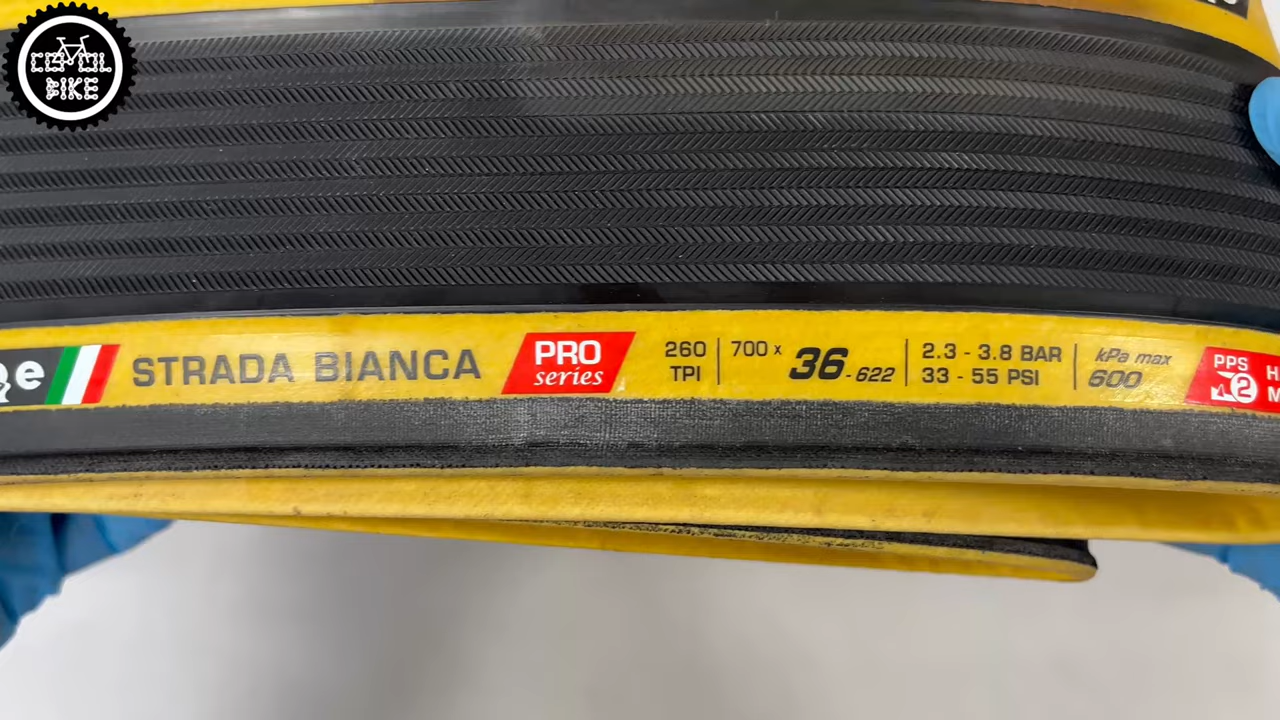 CICLI
BIKE
STRADA BIANCA
PRO
series
260
TPI
700 x 36-622
2.3 - 3.8 BAR
33 - 55 PSI
kPa max
600
PPS
2